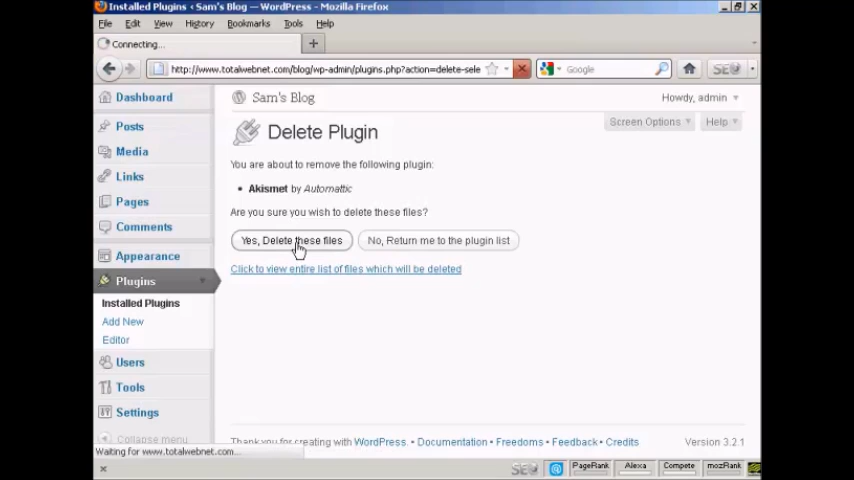 Installed Plugins ‹ Sam's Blog — WordPress - Mozilla Firefox
File Edit View History Bookmarks Tools Help
Connecting...
http://www.totalwebnet.com/blog/wp-admin/plugins.php?action=delete-sele
Google
SEO
Dashboard
Posts
Media
Links
Pages
Comments
Appearance
Plugins
Installed Plugins
Add New
Editor
Users
Tools
Settings
Collapse menu
Sam's Blog
Howdy, admin
Screen Options
Help
Delete Plugin
You are about to remove the following plugin:
• Akismet by Automattic
Are you sure you wish to delete these files?
Yes, Delete these files
No, Return me to the plugin list
Click to view entire list of files which will be deleted
Thank you for creating with WordPress. • Documentation • Freedoms • Feedback • Credits
Version 3.2.1
Waiting for www.totalwebnet.com...
SEO
PageRank
Alexa
Compete
mozRank